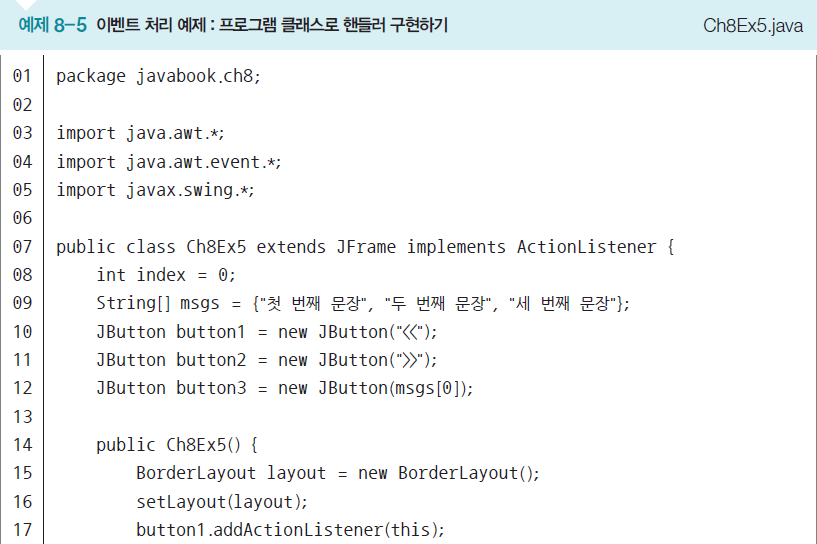 예제 8-5 이벤트 처리 예제 : 프로그램 클래스로 핸들러 구현하기 Ch8Ex5.java
01 package javabook.ch8;
02
03 import java.awt.*;
04 import java.awt.event.*;
05 import javax.swing.*;
06
07 public class Ch8Ex5 extends JFrame implements ActionListener {
08     int index = 0;
09     String[] msgs = {"첫 번째 문장", "두 번째 문장", "세 번째 문장"};
10     JButton button1 = new JButton("<<");
11     JButton button2 = new JButton(">>");
12     JButton button3 = new JButton(msgs[0]);
13
14     public Ch8Ex5() {
15         BorderLayout layout = new BorderLayout();
16         setLayout(layout);
17         button1.addActionListener(this);